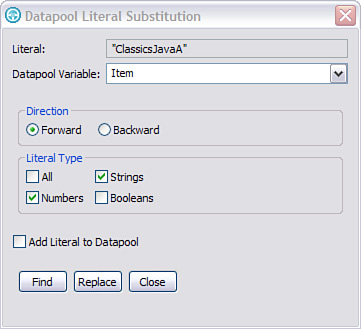 Datapool Literal Substitution
Literal: "ClassicsJavaA"
Datapool Variable: Item
Direction
Forward Backward
Literal Type
All Strings
Numbers Booleans
Add Literal to Datapool
Find Replace Close